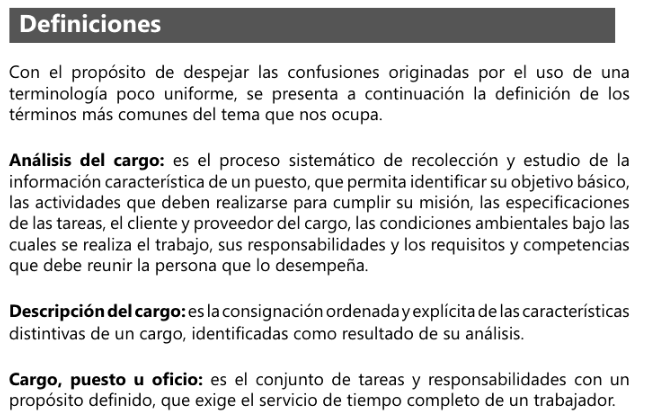 Definiciones
Con el propósito de despejar las confusiones originadas por el uso de una
terminología poco uniforme, se presenta a continuación la definición de los
términos más comunes del tema que nos ocupa.
Análisis del cargo: es el proceso sistemático de recolección y estudio de la
información característica de un puesto, que permita identificar su objetivo básico,
las actividades que deben realizarse para cumplir su misión, las especificaciones
de las tareas, el cliente y proveedor del cargo, las condiciones ambientales bajo las
cuales se realiza el trabajo, sus responsabilidades y los requisitos y competencias
que debe reunir la persona que lo desempeña.
Descripción del cargo: es la consignación ordenada y explícita de las características
distintivas de un cargo, identificadas como resultado de su análisis.
Cargo, puesto u oficio: es el conjunto de tareas y responsabilidades con un
propósito definido, que exige el servicio de tiempo completo de un trabajador.